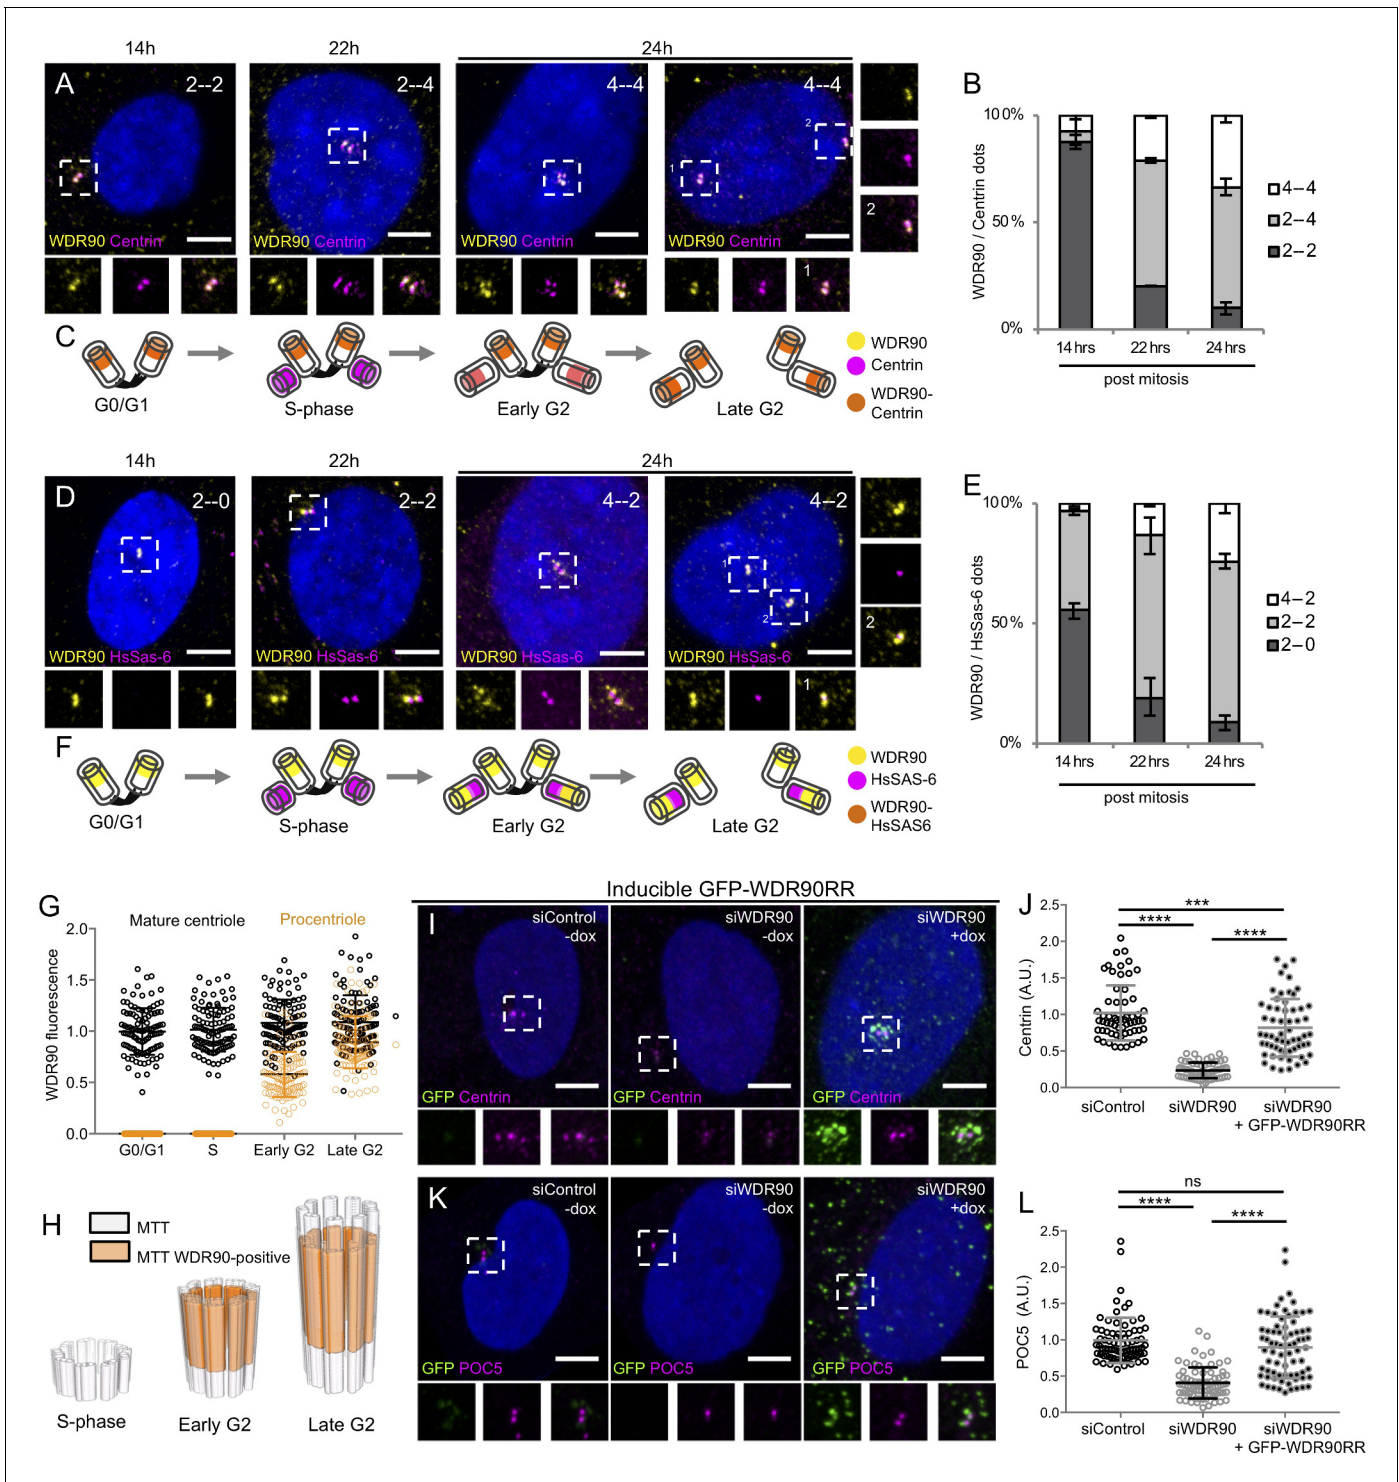 14h
22h
24h
A
2--2
2--4
4--4
4--4
1
2
WDR90 Centrin
WDR90 Centrin
WDR90 Centrin
WDR90 Centrin
2
1
B
WDR90 / Centrin dots
100%
50%
0%
14 hrs
22 hrs
24 hrs
post mitosis
4--4
2--4
2--2
C
G0/G1
S-phase
Early G2
Late G2
WDR90
Centrin
WDR90-
Centrin
14h
22h
24h
D
2--0
2--2
4--2
4--2
1
2
WDR90 HsSas-6
WDR90 HsSas-6
WDR90 HsSas-6
WDR90 HsSas-6
2
1
E
WDR90 / HsSas-6 dots
100%
50%
0%
14 hrs
22 hrs
24 hrs
post mitosis
4--2
2--2
2--0
F
G0/G1
S-phase
Early G2
Late G2
WDR90
HsSAS-6
WDR90-
HsSAS6
G
Mature centriole
Procentriole
WDR90 fluorescence
2.0
1.5
1.0
0.5
0.0
G0/G1
S
Early G2
Late G2
H
MTT
MTT WDR90-positive
S-phase
Early G2
Late G2
Inducible GFP-WDR90RR
I
siControl
-dox
siWDR90
-dox
siWDR90
+dox
GFP Centrin
GFP Centrin
GFP Centrin
J
Centrin (A.U.)
2.5
2.0
1.5
1.0
0.5
0.0
***
****
****
siControl
siWDR90
siWDR90
+ GFP-WDR90RR
K
siControl
-dox
siWDR90
-dox
siWDR90
+dox
GFP POC5
GFP POC5
GFP POC5
L
POC5 (A.U.)
2.5
2.0
1.5
1.0
0.5
0.0
ns
****
****
siControl
siWDR90
siWDR90
+ GFP-WDR90RR